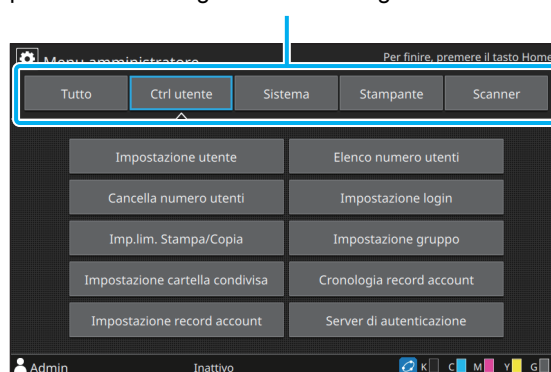 Menu amministratore
Per finire, premere il tasto Home
Tutto
Ctrl utente
Sistema
Stampante
Scanner
Impostazione utente
Elenco numero utenti
Cancella numero utenti
Impostazione login
Imp.lim. Stampa/Copia
Impostazione gruppo
Impostazione cartella condivisa
Cronologia record account
Impostazione record account
Server di autenticazione
Admin
Inattivo
K C M Y G